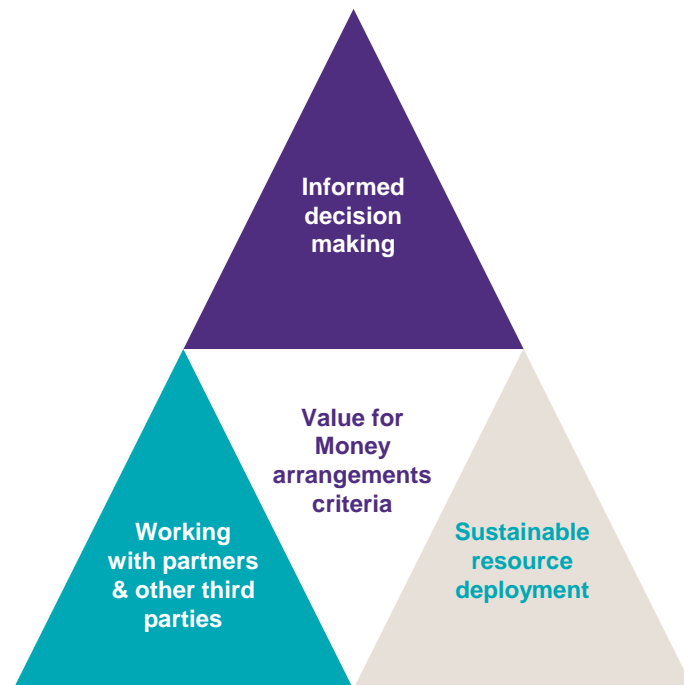 Informed
decision
making
Value for
Money
arrangements
criteria
Working
with partners
& other third
parties
Sustainable
resource
deployment